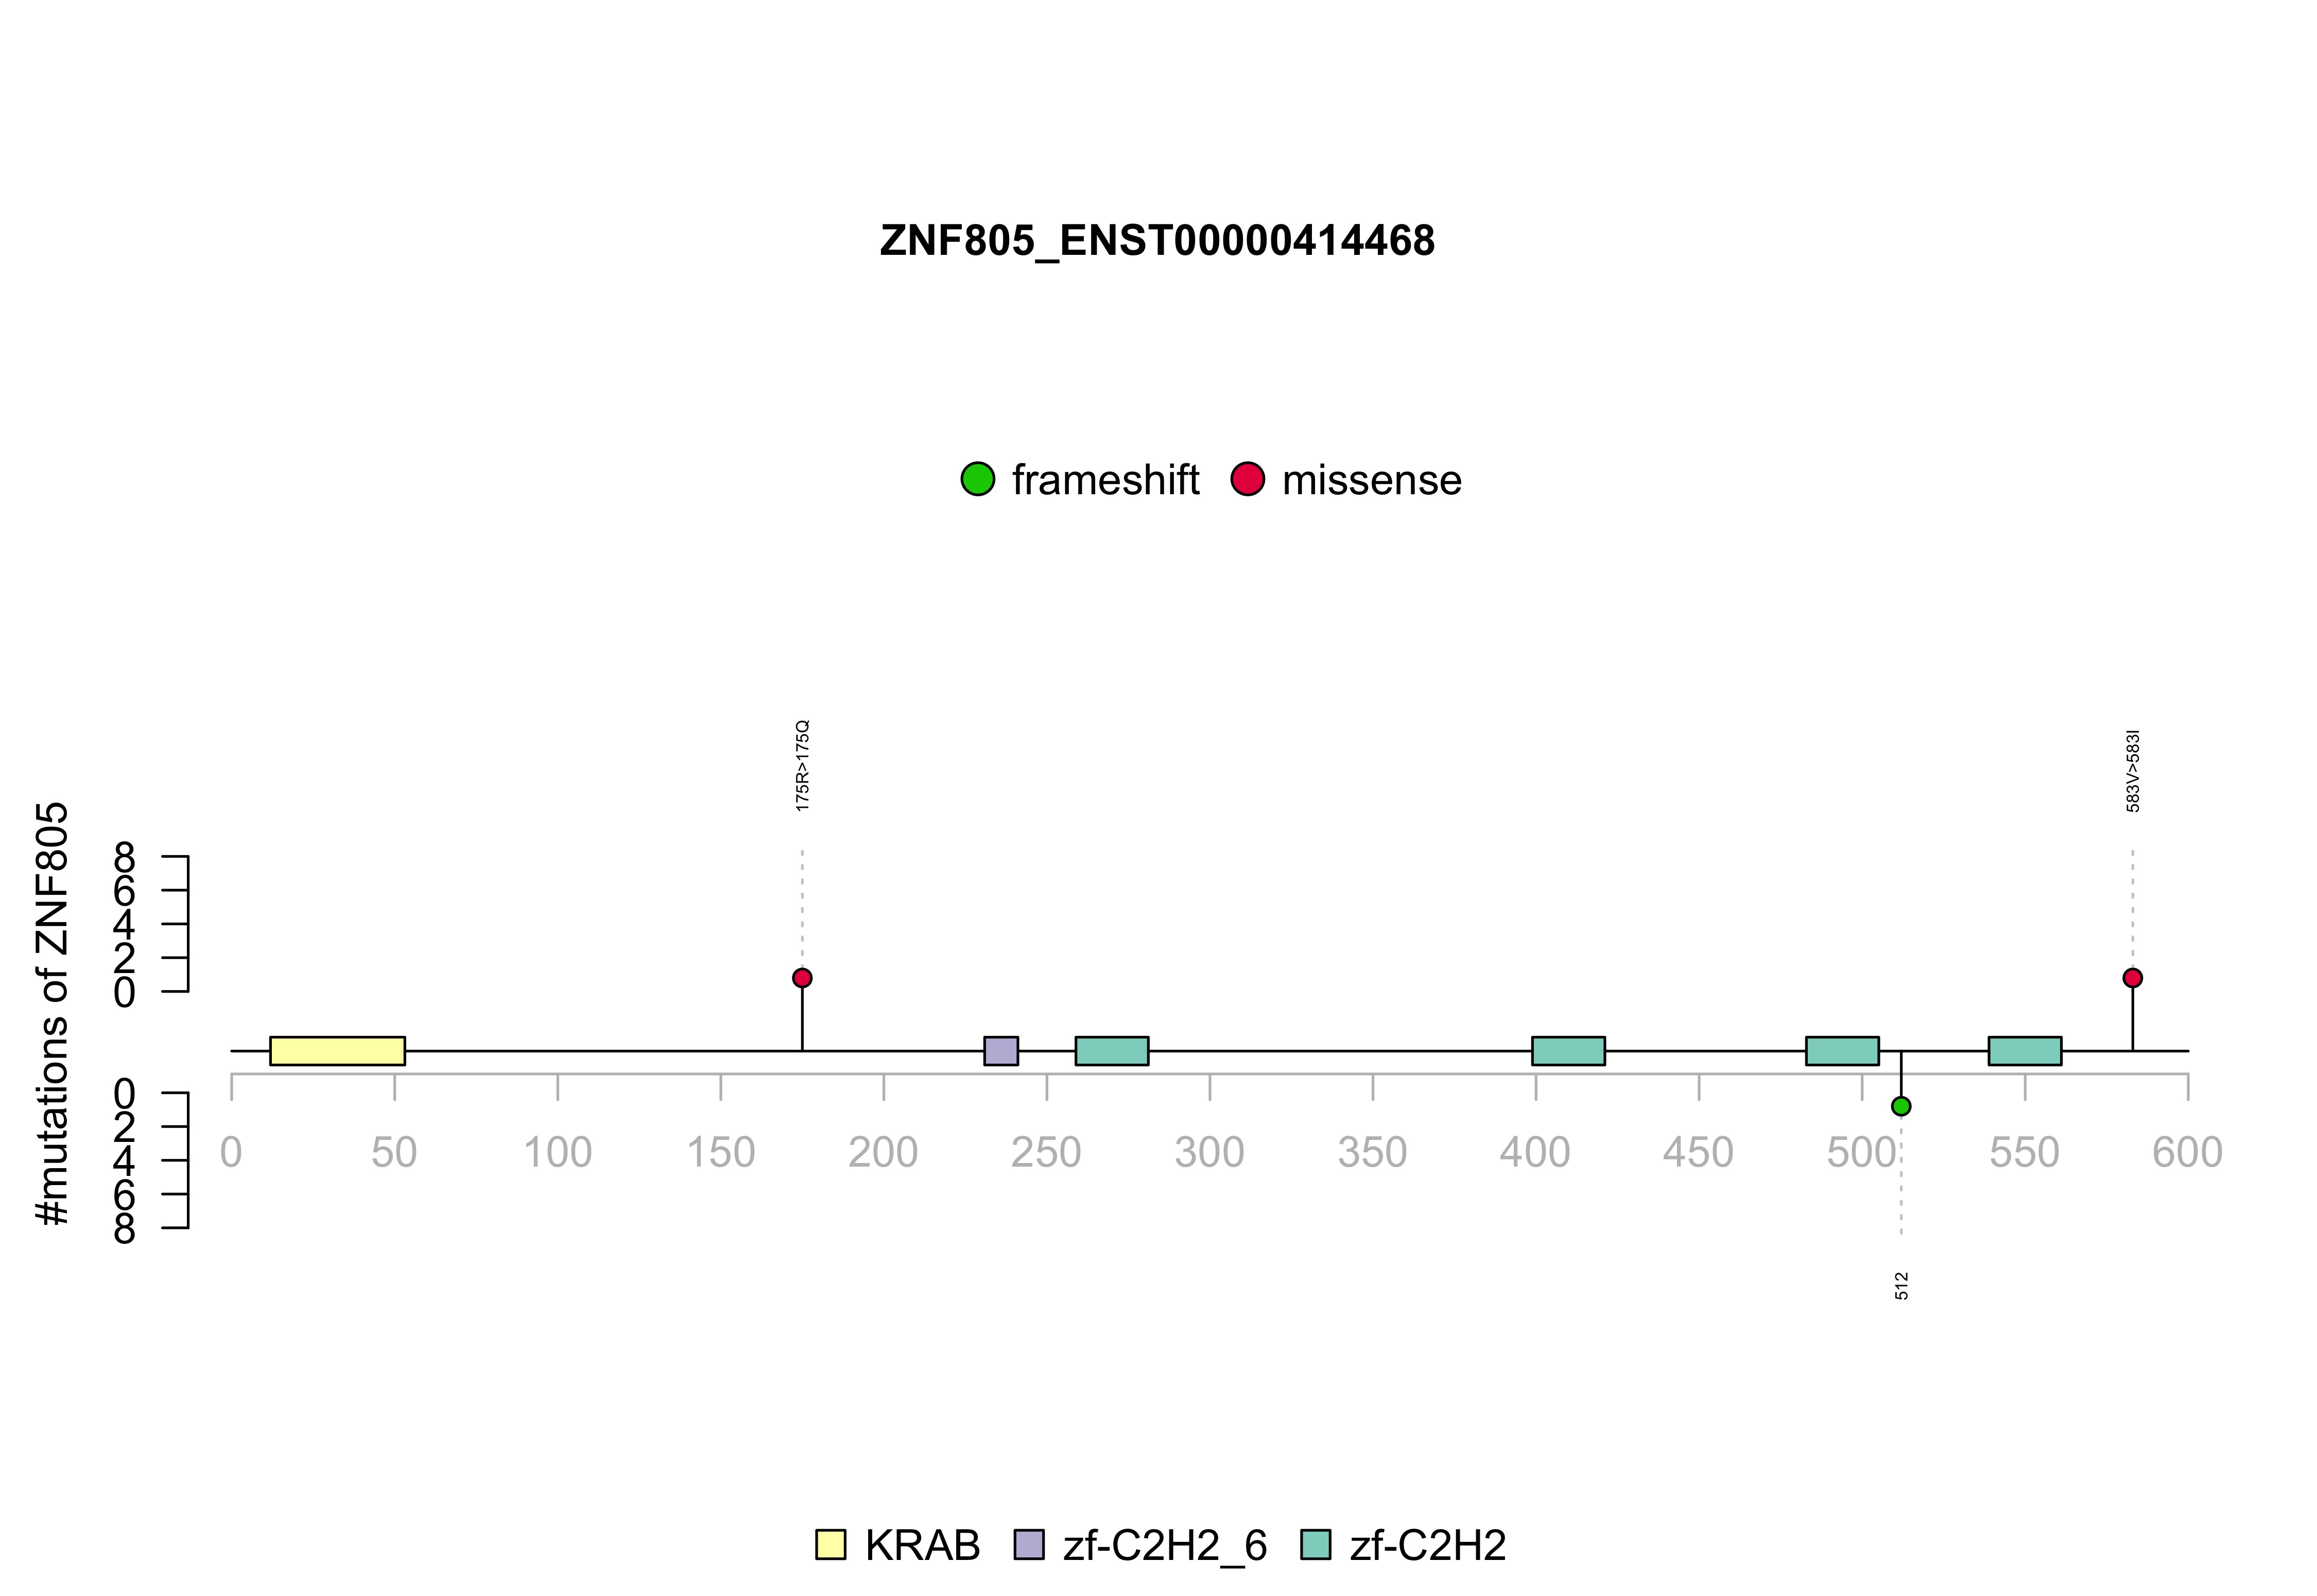 ZNF805_ENST00000414468
frameshift missense
175R>175Q
583V>583I
#mutations of ZNF805
8
6
4
2
0
0
2
4
6
8
0 50 100 150 200 250 300 350 400 450 500 550 600
512
KRAB zf-C2H2_6 zf-C2H2